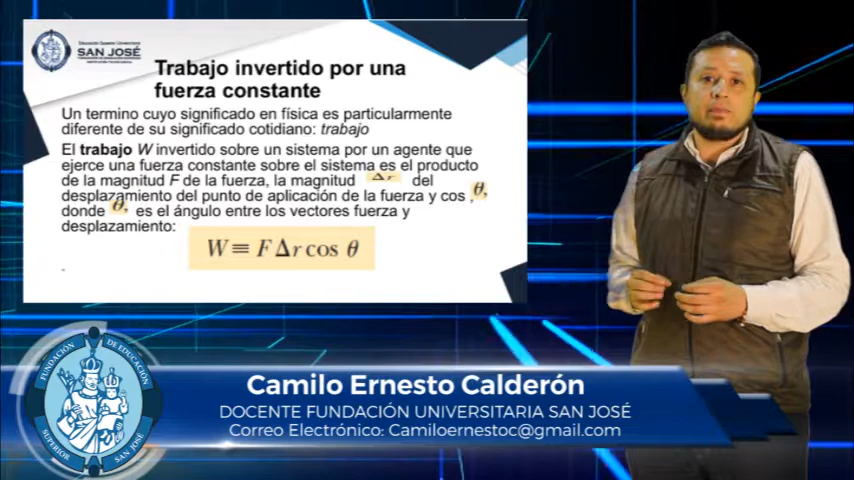 Educación Superior Universitaria
SAN JOSÉ
Trabajo invertido por una
fuerza constante
Un termino cuyo significado en física es particularmente
diferente de su significado cotidiano: trabajo
El trabajo W invertido sobre un sistema por un agente que
ejerce una fuerza constante sobre el sistema es el producto
de la magnitud F de la fuerza, la magnitud Δr del
desplazamiento del punto de aplicación de la fuerza y cos , θ,
donde θ, es el ángulo entre los vectores fuerza y
desplazamiento:
W ≡ F Δr cos θ
FUNDACIÓN DE EDUCACIÓN
SUPERIOR SAN JOSÉ
Camilo Ernesto Calderón
DOCENTE FUNDACIÓN UNIVERSITARIA SAN JOSÉ
Correo Electrónico: Camiloernestoc@gmail.com